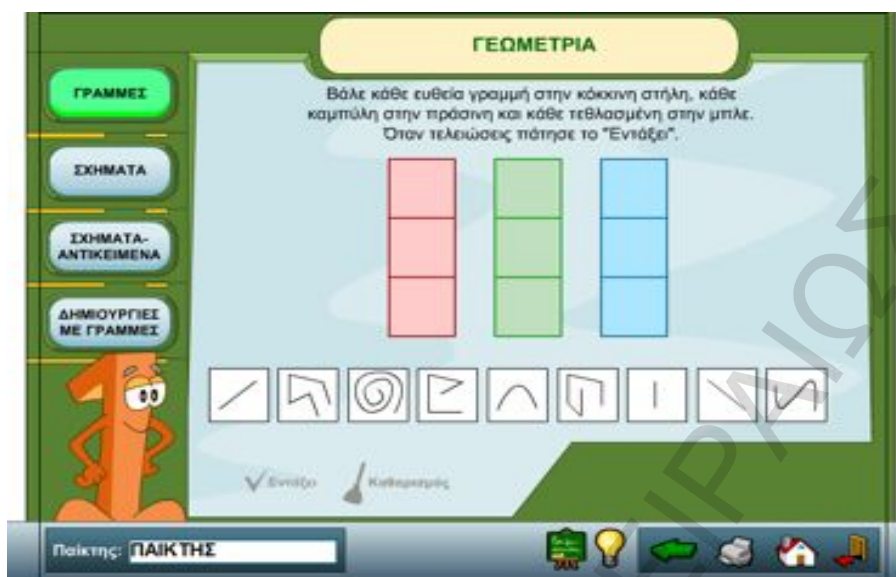 ΓΕΩΜΕΤΡΙΑ
ΓΡΑΜΜΕΣ
Βάλε κάθε ευθεία γραμμή στην κόκκινη στήλη, κάθε
καμπύλη στην πράσινη και κάθε τεθλασμένη στην μπλε.
Όταν τελειώσεις πάτησε το "Εντάξει".
ΣΧΗΜΑΤΑ
ΣΧΗΜΑΤΑ-
ΑΝΤΙΚΕΙΜΕΝΑ
ΔΗΜΙΟΥΡΓΙΕΣ
ΜΕ ΓΡΑΜΜΕΣ
Εντάξει
Καθαρισμός
Παίκτης: ΠΑΙΚΤΗΣ
ΠΕΙΡΑΙΩΣ